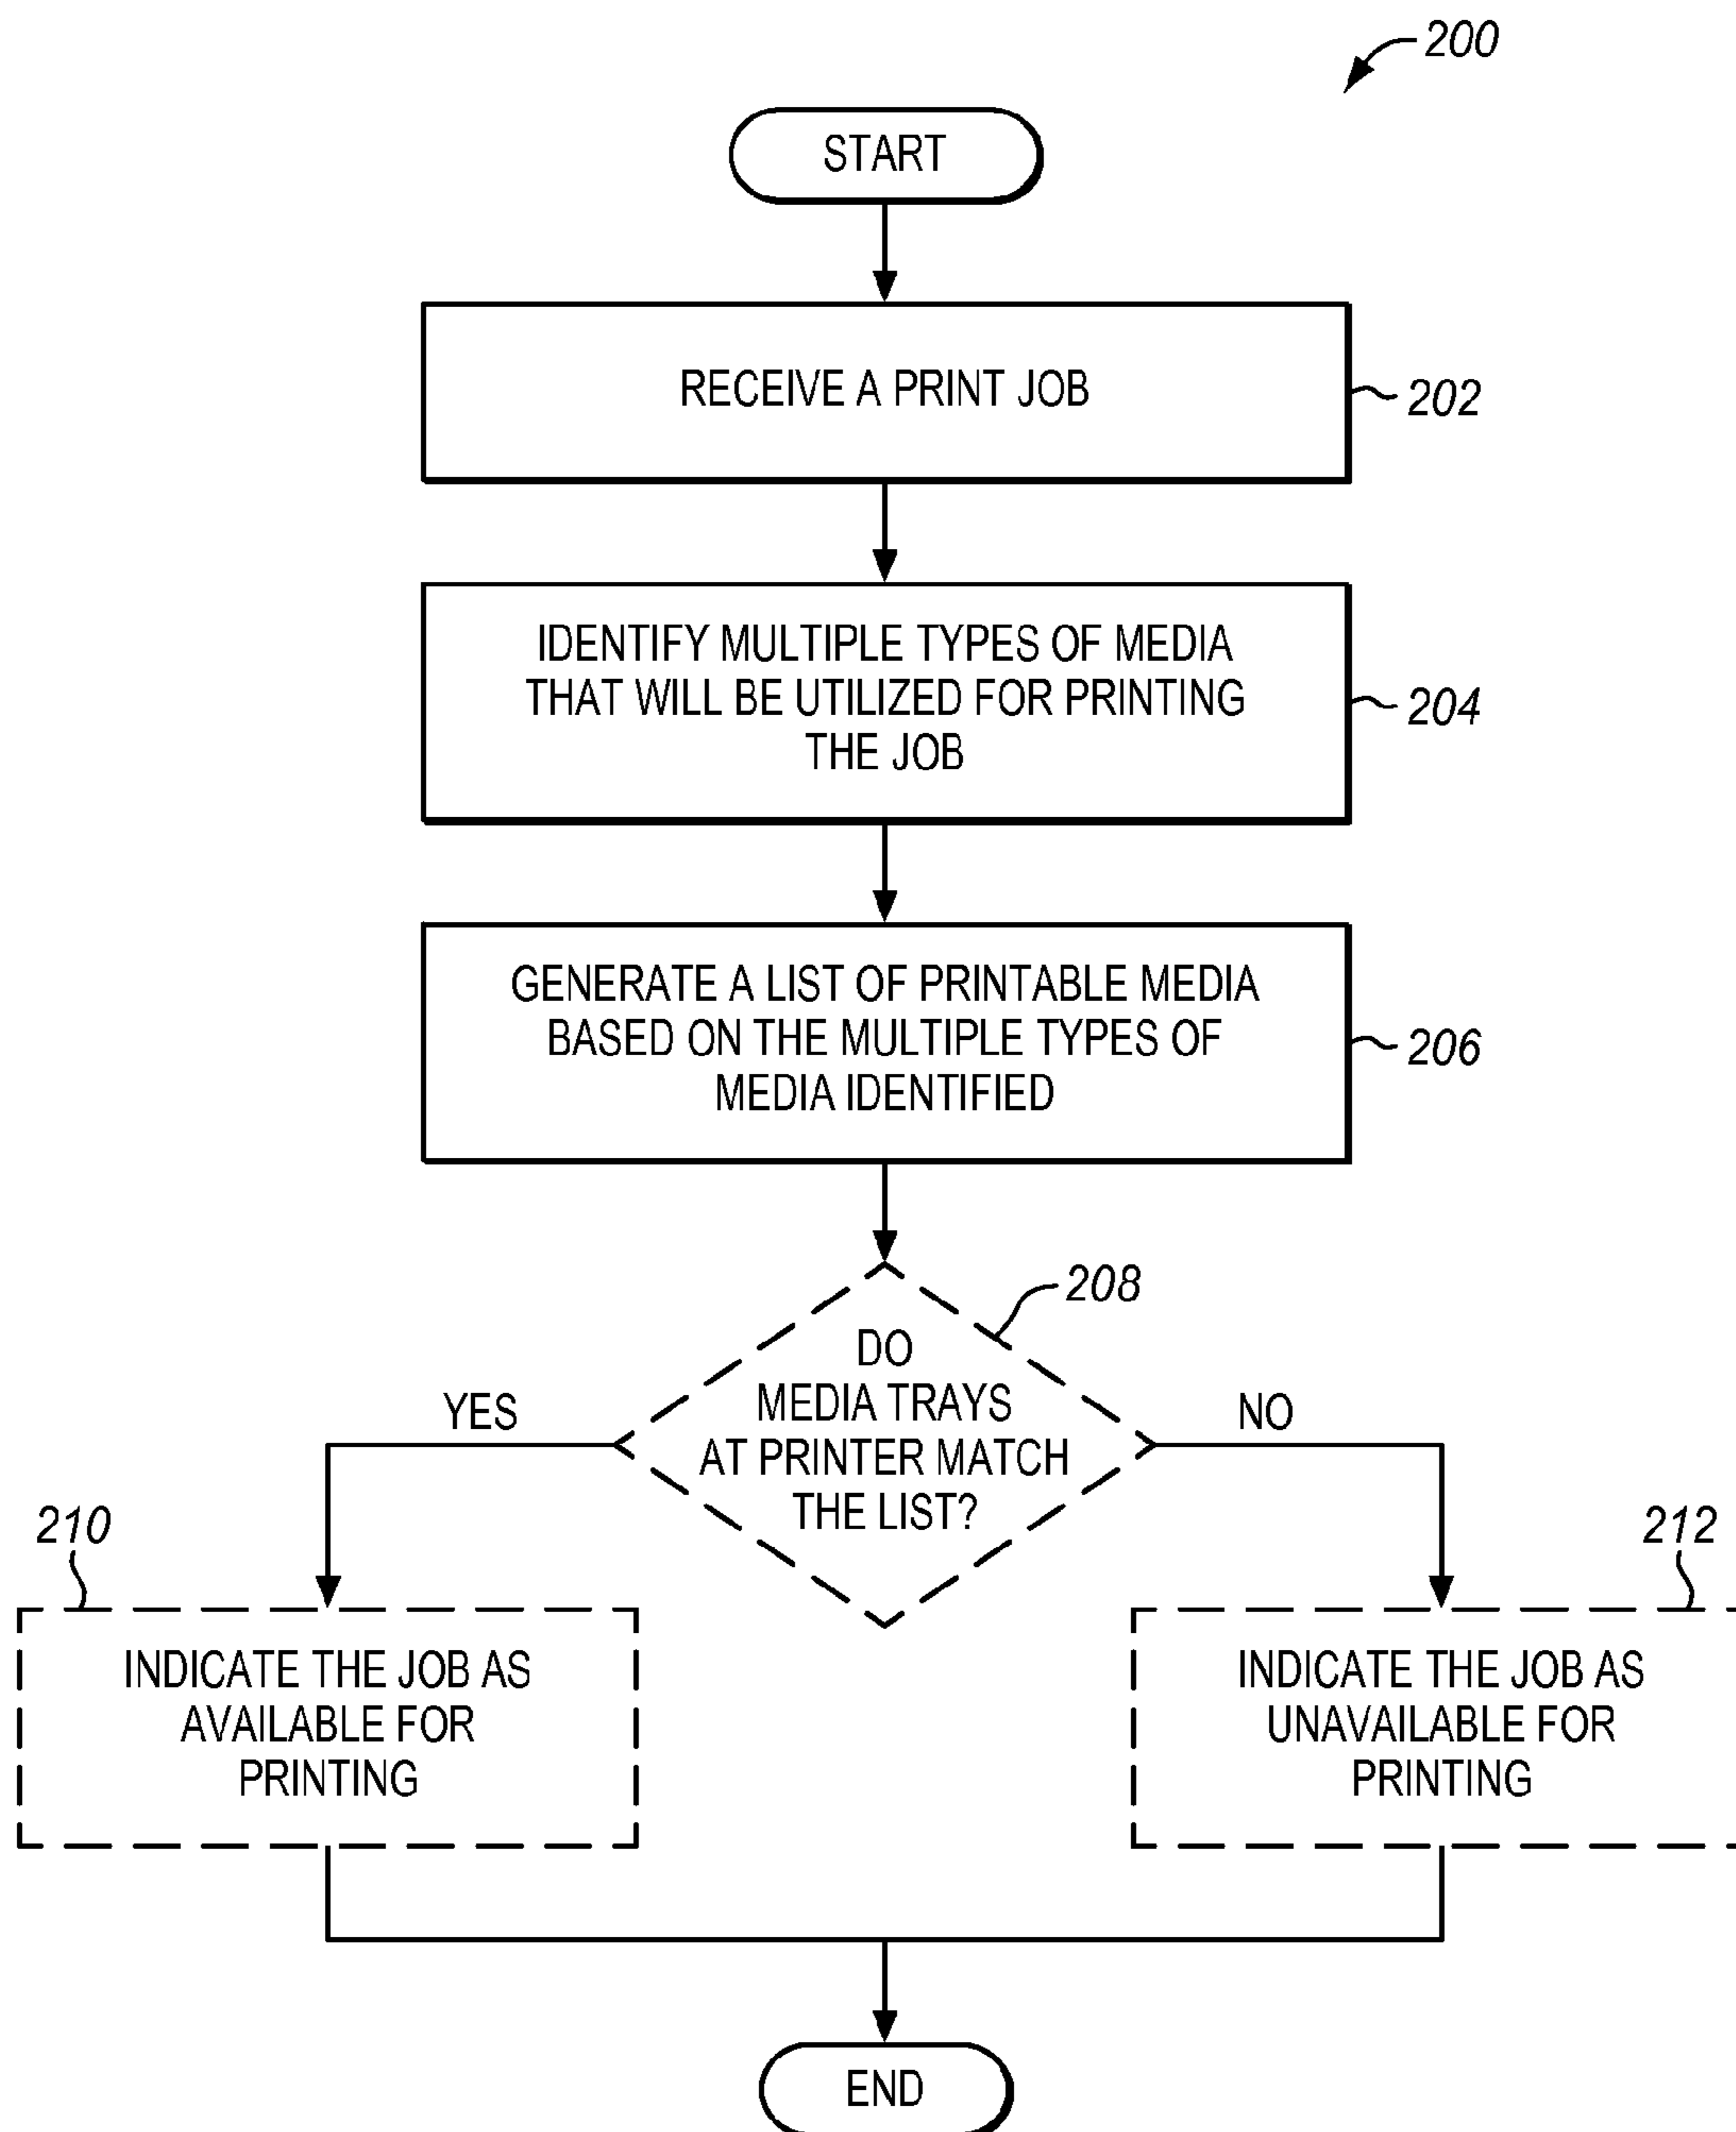 200
START
RECEIVE A PRINT JOB
202
IDENTIFY MULTIPLE TYPES OF MEDIA
THAT WILL BE UTILIZED FOR PRINTING
THE JOB
204
GENERATE A LIST OF PRINTABLE MEDIA
BASED ON THE MULTIPLE TYPES OF
MEDIA IDENTIFIED
206
208
DO
MEDIA TRAYS
AT PRINTER MATCH
THE LIST?
YES
NO
210
INDICATE THE JOB AS
AVAILABLE FOR
PRINTING
212
INDICATE THE JOB AS
UNAVAILABLE FOR
PRINTING
END